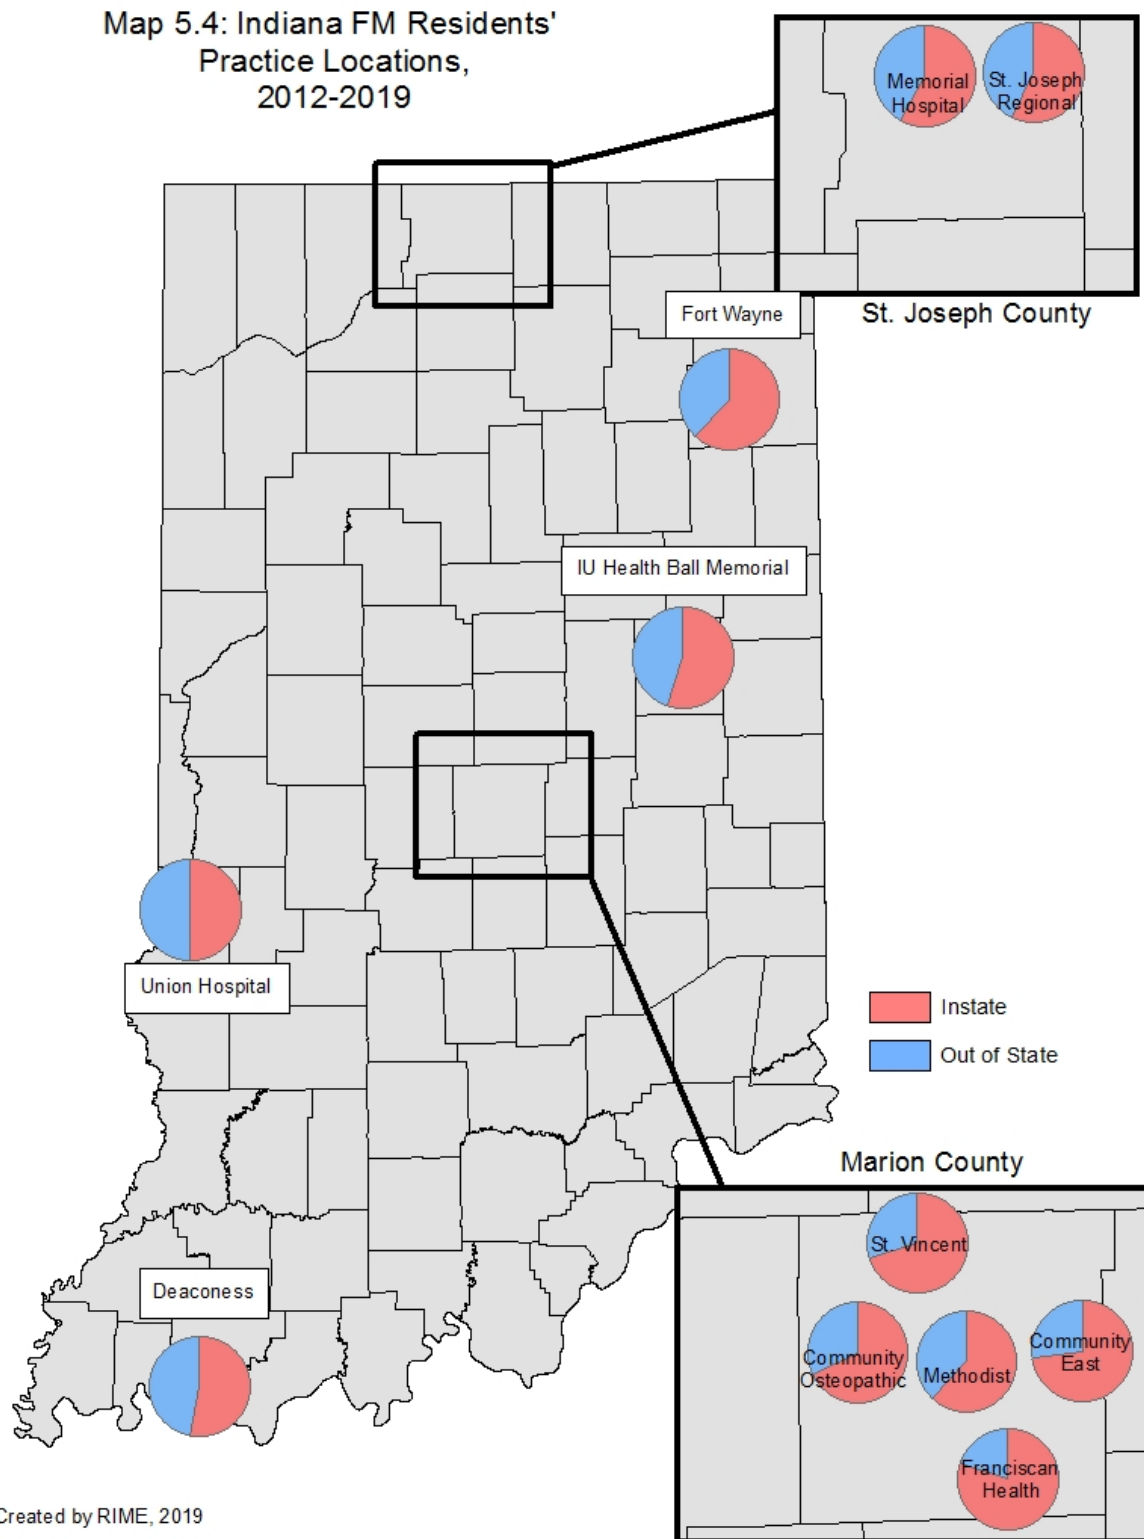 Map 5.4: Indiana FM Residents'
Practice Locations,
2012-2019
Memorial
Hospital
St. Joseph
Regional
St. Joseph County
Fort Wayne
IU Health Ball Memorial
Union Hospital
Instate
Out of State
Deaconess
Marion County
St. Vincent
Community
Osteopathic
Methodist
Community
East
Franciscan
Health
Created by RIME, 2019